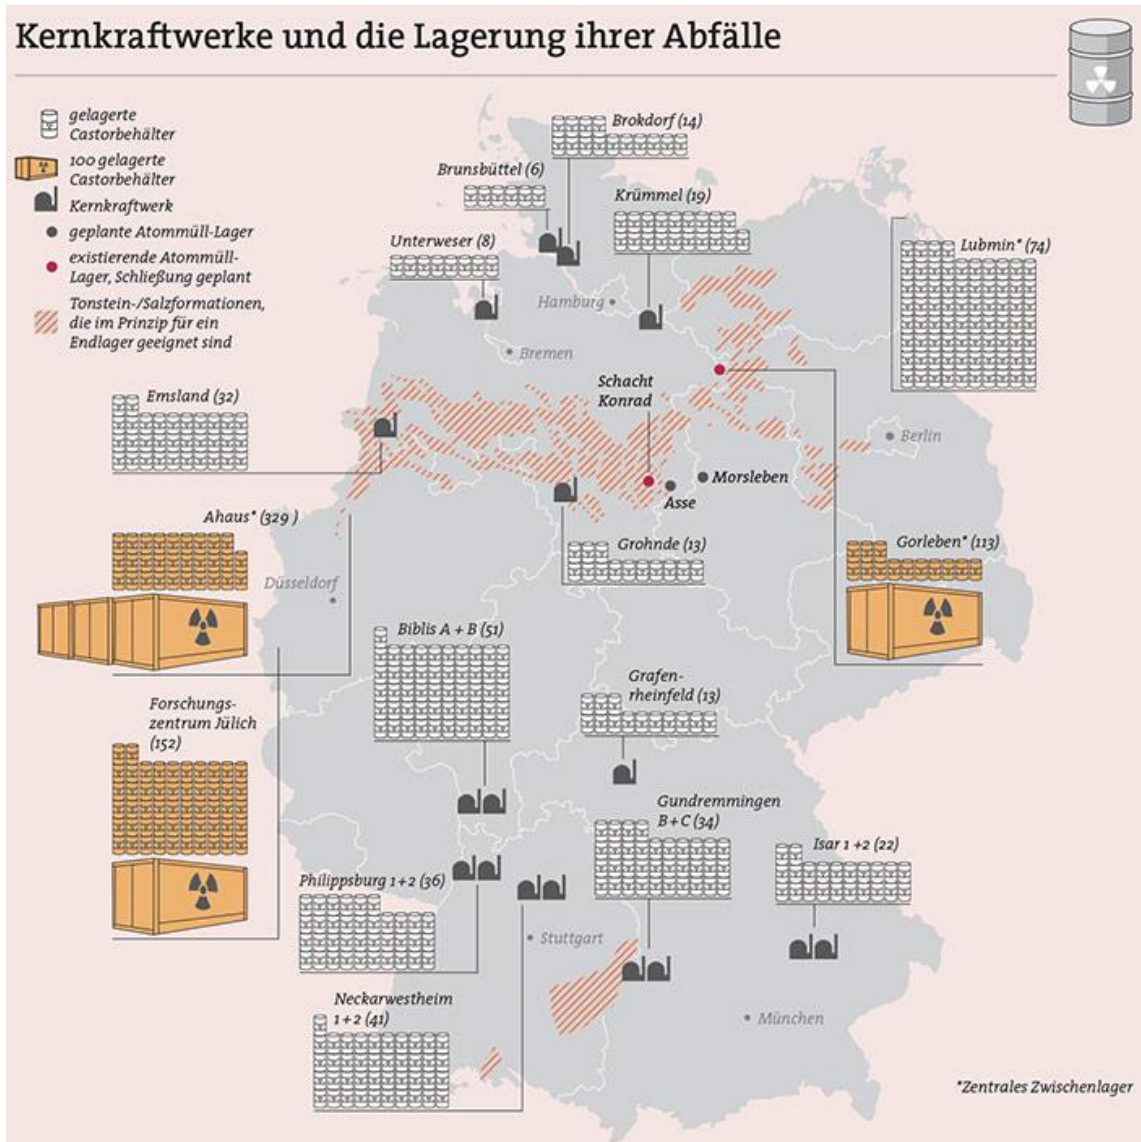 Kernkraftwerke und die Lagerung ihrer Abfälle
gelagerte
Castorbehälter
100 gelagerte
Castorbehälter
Kernkraftwerk
geplante Atommüll-Lager
existierende Atommüll-
Lager, Schließung geplant
Tonstein-/Salzformationen,
die im Prinzip für ein
Endlager geeignet sind
Brokdorf (14)
Brunsbüttel (6)
Krümmel (19)
Unterweser (8)
Lubmin* (74)
Hamburg
Bremen
Schacht
Konrad
Emsland (32)
Berlin
Morsleben
Asse
Ahaus* (329 )
Grohnde (13)
Gorleben* (113)
Düsseldorf
Biblis A + B (51)
Grafen-
rheinfeld (13)
Forschungs-
zentrum Jülich
(152)
Gundremmingen
B + C (34)
Isar 1 +2 (22)
Philippsburg 1+2 (36)
Stuttgart
Neckarwestheim
1+2 (41)
München
*Zentrales Zwischenlager